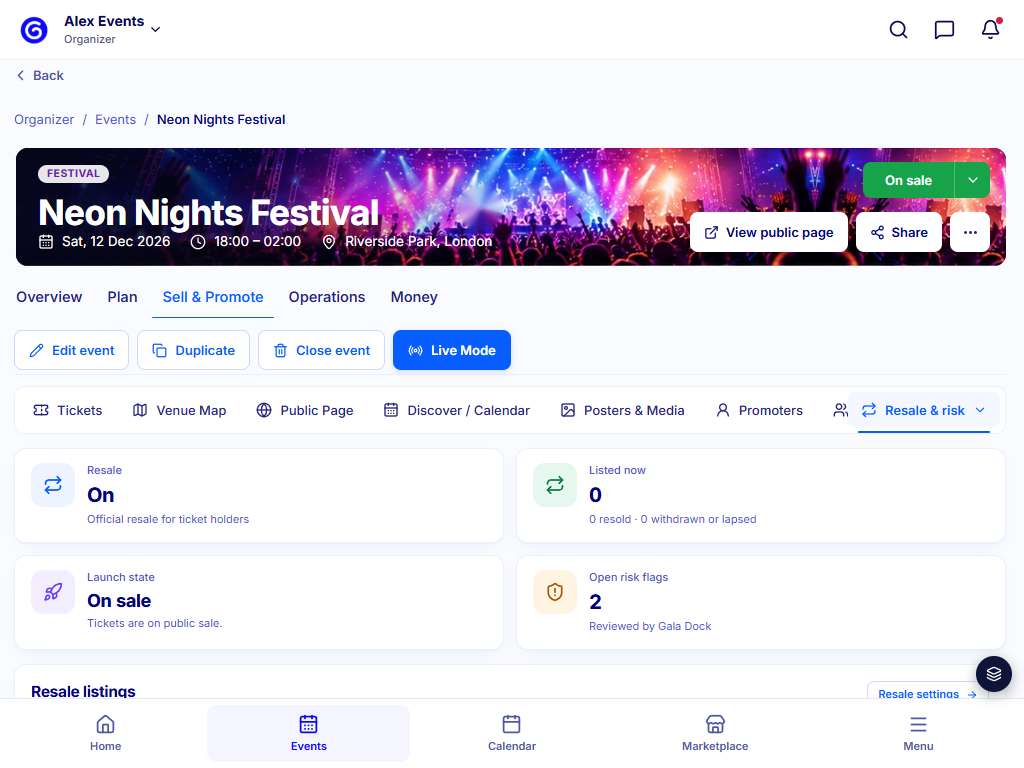 Alex Events
Organizer
Back
Organizer / Events / Neon Nights Festival
FESTIVAL
On sale
Neon Nights Festival
Sat, 12 Dec 2026 18:00 – 02:00 Riverside Park, London
View public page
Share
Overview
Plan
Sell & Promote
Operations
Money
Edit event
Duplicate
Close event
Live Mode
Tickets
Venue Map
Public Page
Discover / Calendar
Posters & Media
Promoters
Resale & risk
Resale
On
Official resale for ticket holders
Listed now
0
0 resold · 0 withdrawn or lapsed
Launch state
On sale
Tickets are on public sale.
Open risk flags
2
Reviewed by Gala Dock
Resale listings
Resale settings →
Home
Events
Calendar
Marketplace
Menu